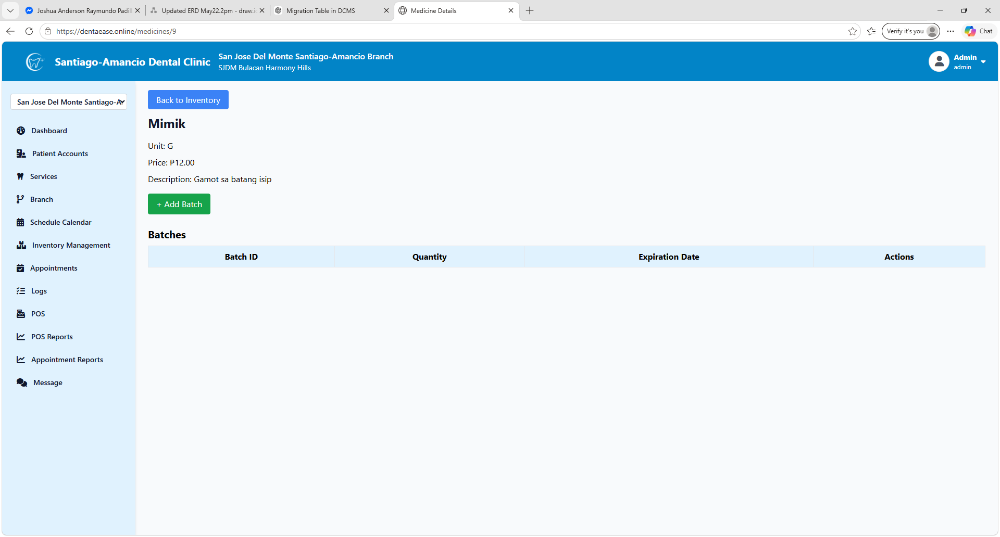 Joshua Anderson Raymundo Padil
Updated ERD May22.2pm - draw.i
Migration Table in DCMS
Medicine Details
https://dentaease.online/medicines/9
Verify it's you
Chat
Santiago-Amancio Dental Clinic
San Jose Del Monte Santiago-Amancio Branch
SJDM Bulacan Harmony Hills
Admin
admin
San Jose Del Monte Santiago-A
Dashboard
Patient Accounts
Services
Branch
Schedule Calendar
Inventory Management
Appointments
Logs
POS
POS Reports
Appointment Reports
Message
Back to Inventory
Mimik
Unit: G
Price: ₱12.00
Description: Gamot sa batang isip
+ Add Batch
Batches
Batch ID Quantity Expiration Date Actions